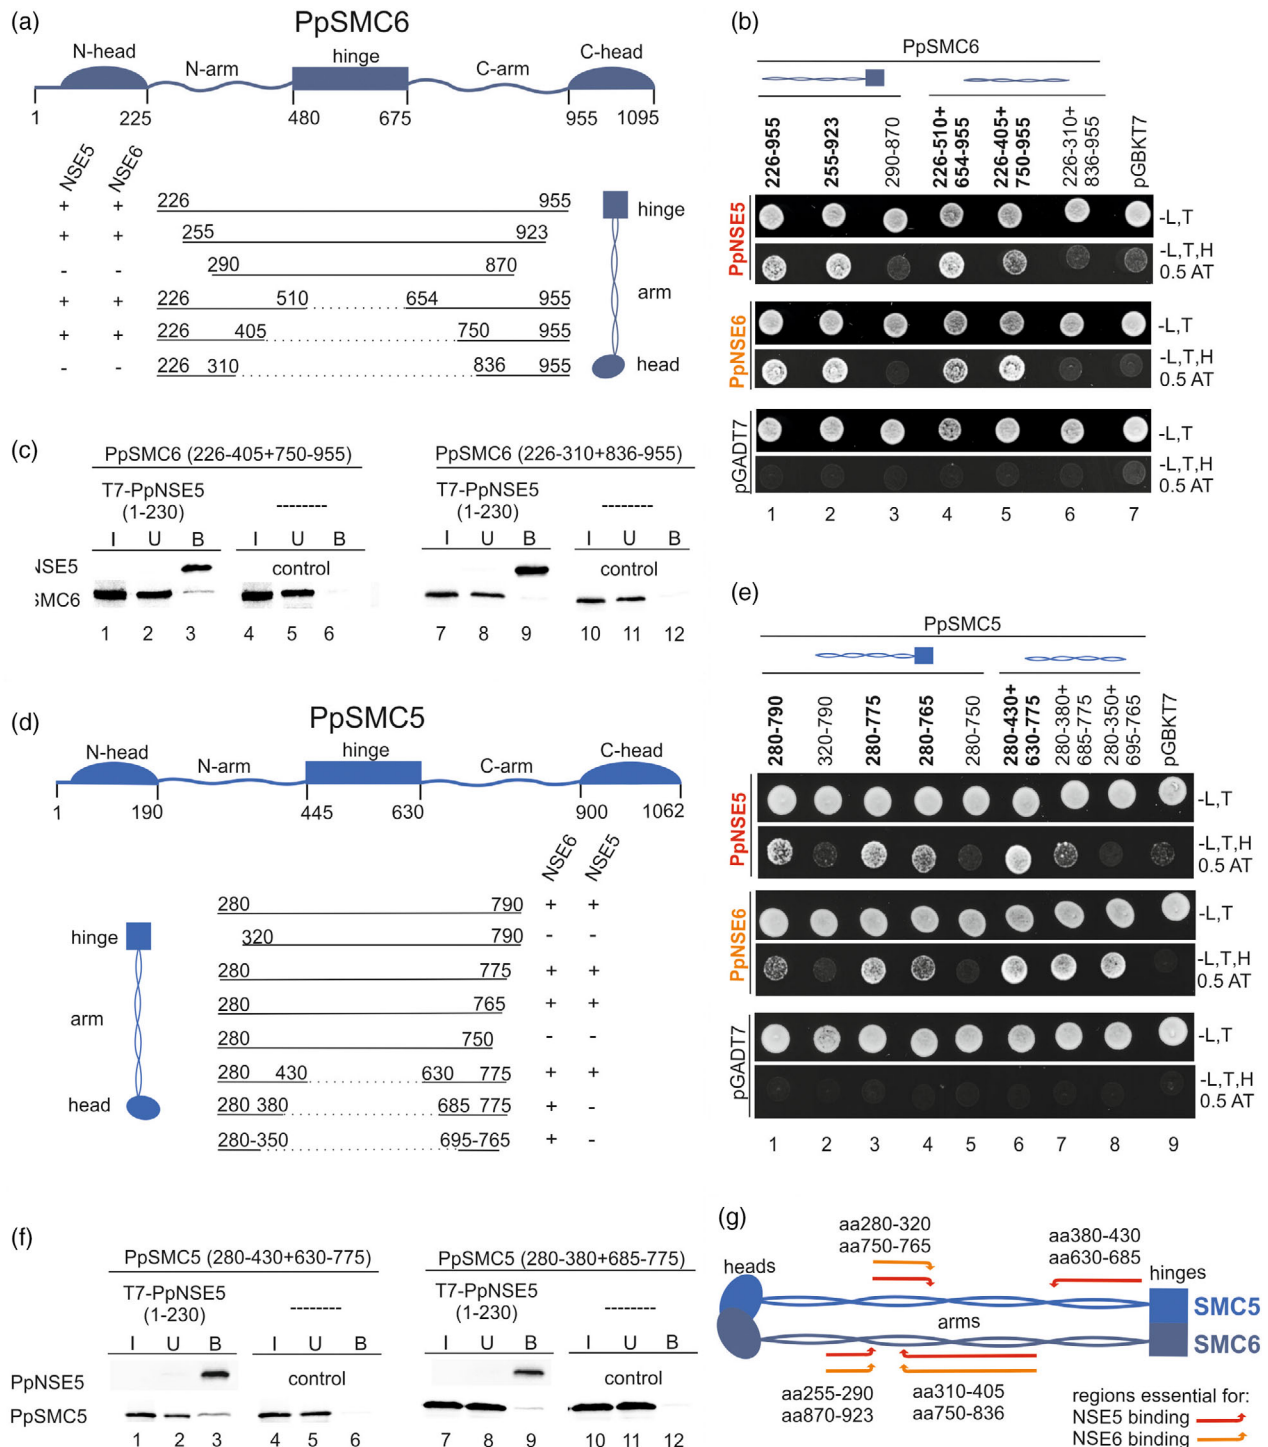 (a)
PpSMC6
N-head
N-arm
hinge
C-arm
C-head
1
225
480
675
955
1095
NSE5
NSE6
+ + 226 955
+ + 255 923
- - 290 870
+ + 226 510 654 955
+ + 226 405 750 955
- - 226 310 836 955
hinge
arm
head
(b)
PpSMC6
226-955
255-923
290-870
226-510+
654-955
226-405+
750-955
226-310+
836-955
pGBKT7
PpNSE5
-L,T
-L,T,H
0.5 AT
PpNSE6
-L,T
-L,T,H
0.5 AT
pGADT7
-L,T
-L,T,H
0.5 AT
1 2 3 4 5 6 7
(c)
PpSMC6 (226-405+750-955)
T7-PpNSE5
(1-230)
--------
I U B I U B
NSE5
control
SMC6
1 2 3 4 5 6
PpSMC6 (226-310+836-955)
T7-PpNSE5
(1-230)
--------
I U B I U B
control
7 8 9 10 11 12
(d)
PpSMC5
N-head
N-arm
hinge
C-arm
C-head
1
190
445
630
900
1062
NSE6
NSE5
280 790 + +
320 790 - -
280 775 + +
280 765 + +
280 750 - -
280 430 630 775 + +
280 380 685 775 + -
280-350 695-765 + -
hinge
arm
head
(e)
PpSMC5
280-790
320-790
280-775
280-765
280-750
280-430+
630-775
280-380+
685-775
280-350+
695-765
pGBKT7
PpNSE5
-L,T
-L,T,H
0.5 AT
PpNSE6
-L,T
-L,T,H
0.5 AT
pGADT7
-L,T
-L,T,H
0.5 AT
1 2 3 4 5 6 7 8 9
(f)
PpSMC5 (280-430+630-775)
T7-PpNSE5
(1-230)
--------
I U B I U B
PpNSE5
control
PpSMC5
1 2 3 4 5 6
PpSMC5 (280-380+685-775)
T7-PpNSE5
(1-230)
--------
I U B I U B
control
7 8 9 10 11 12
(g)
aa280-320
aa750-765
aa380-430
aa630-685
heads
hinges
SMC5
arms
SMC6
aa255-290
aa870-923
aa310-405
aa750-836
regions essential for:
NSE5 binding
NSE6 binding